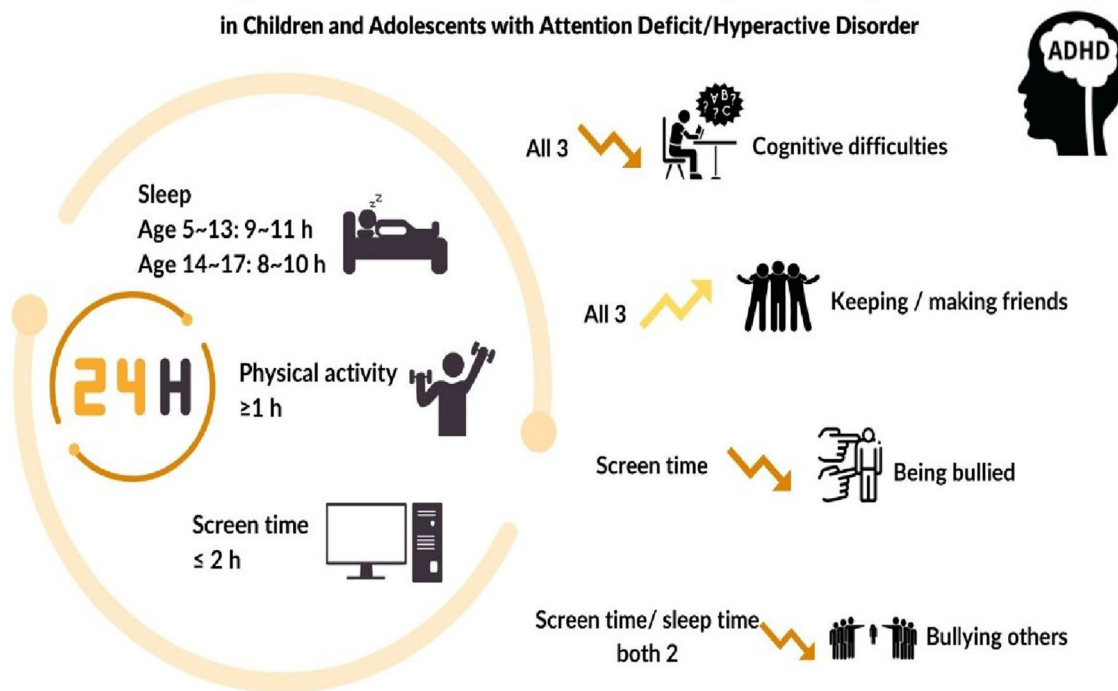 in Children and Adolescents with Attention Deficit/Hyperactive Disorder
ADHD
Sleep
Age 5~13: 9~11 h
Age 14~17: 8~10 h
24H
Physical activity
≥1 h
Screen time
≤ 2 h
All 3
Cognitive difficulties
All 3
Keeping / making friends
Screen time
Being bullied
Screen time/ sleep time
both 2
Bullying others